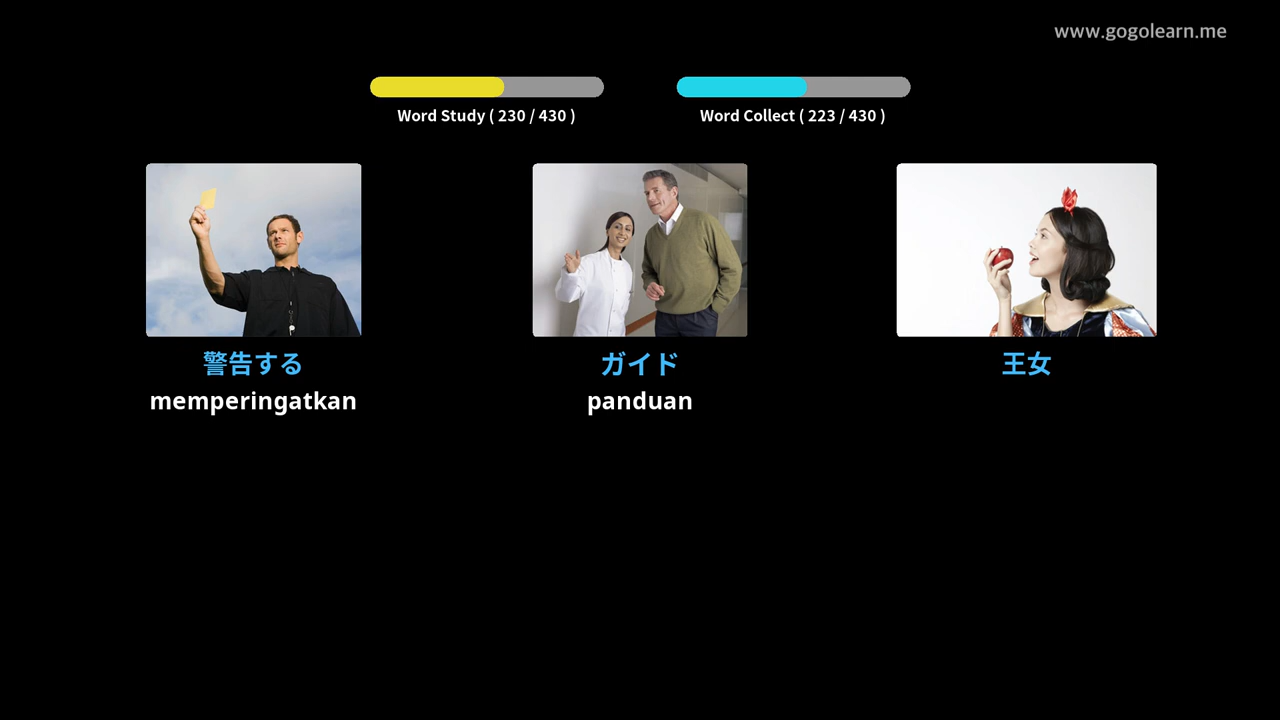 www.gogolearn.me
Word Study ( 230 / 430 )
Word Collect ( 223 / 430 )
警告する
memperingatkan
ガイド
panduan
王女